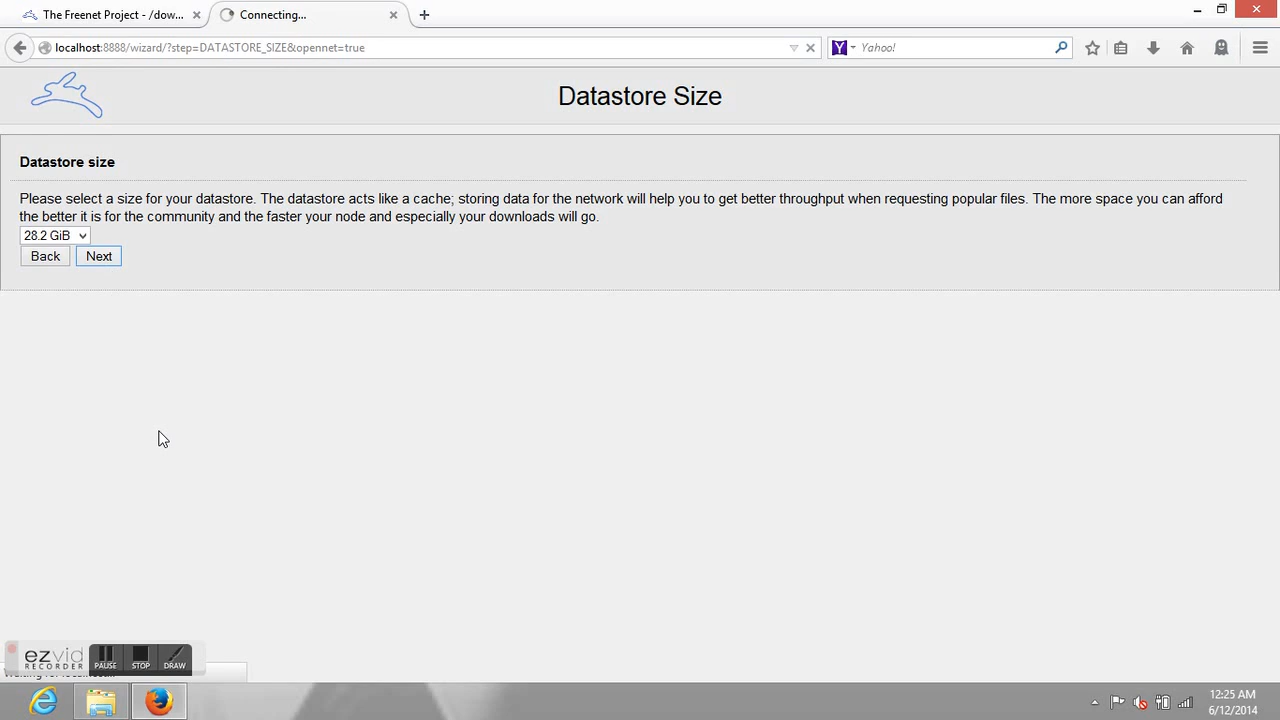 The Freenet Project - /dow...
Connecting...
localhost:8888/wizard/?step=DATASTORE_SIZE&opennet=true
Yahoo!
Datastore Size
Datastore size
Please select a size for your datastore. The datastore acts like a cache; storing data for the network will help you to get better throughput when requesting popular files. The more space you can afford
the better it is for the community and the faster your node and especially your downloads will go.
28.2 GiB
Back Next
ezvid
RECORDER
PAUSE STOP DRAW
12:25 AM
6/12/2014